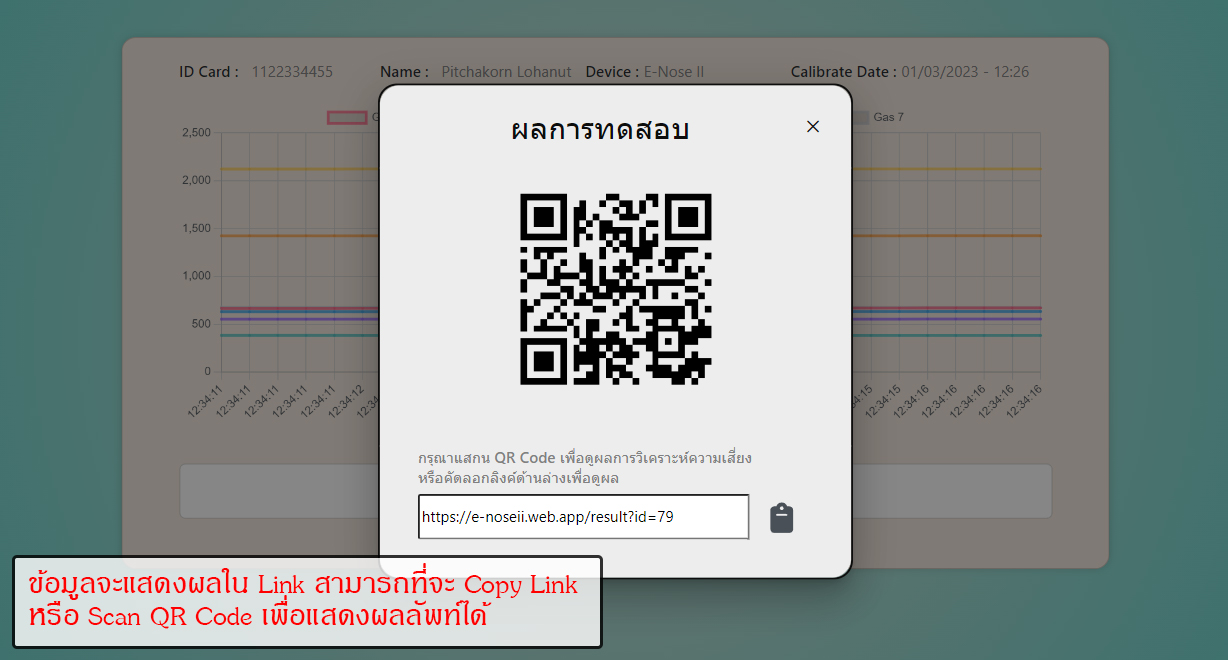 ID Card : 1122334455 Name : Pitchakorn Lohanut Device : E-Nose II Calibrate Date : 01/03/2023 - 12:26
G
Gas 7
ผลการทดสอบ
2,500
2,000
1,500
1,000
500
0
12:34:11
12:34:11
12:34:11
12:34:11
12:34:11
12:34:12
12:34:15
12:34:15
12:34:16
12:34:16
12:34:16
12:34:16
12:34:16
กรุณาแสกน QR Code เพื่อดูผลการวิเคราะห์ความเสี่ยง
หรือคัดลอกลิงค์ด้านล่างเพื่อดูผล
https://e-noseii.web.app/result?id=79
ข้อมูลจะแสดงผลใน Link สามารถที่จะ Copy Link
หรือ Scan QR Code เพื่อแสดงผลลัพท์ได้